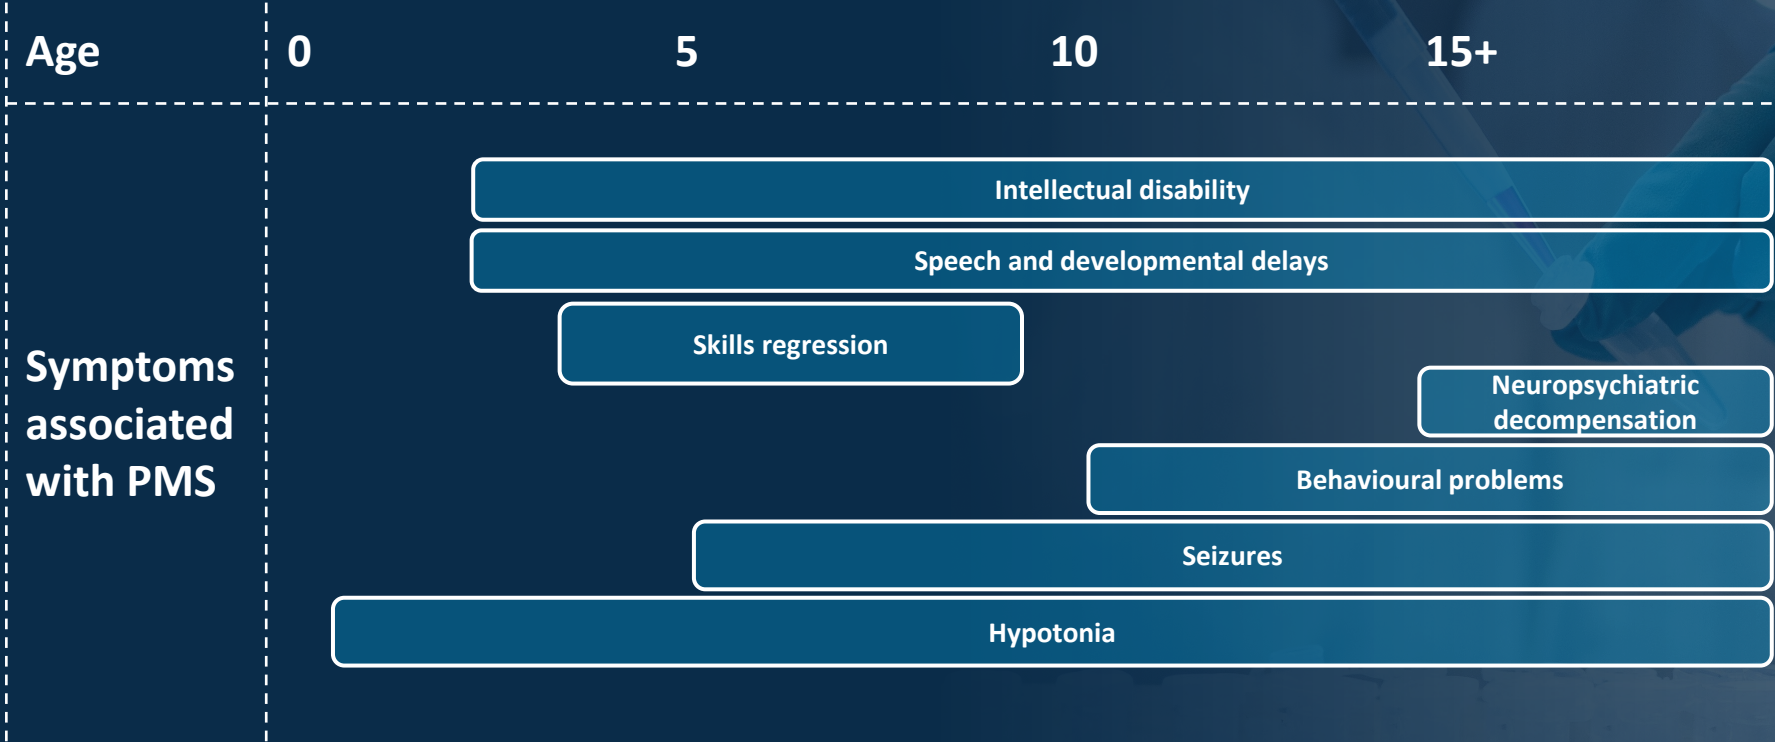 Age 0 5 10 15+
Intellectual disability
Speech and developmental delays
Skills regression
Symptoms
associated
with PMS
Neuropsychiatric
decompensation
Behavioural problems
Seizures
Hypotonia